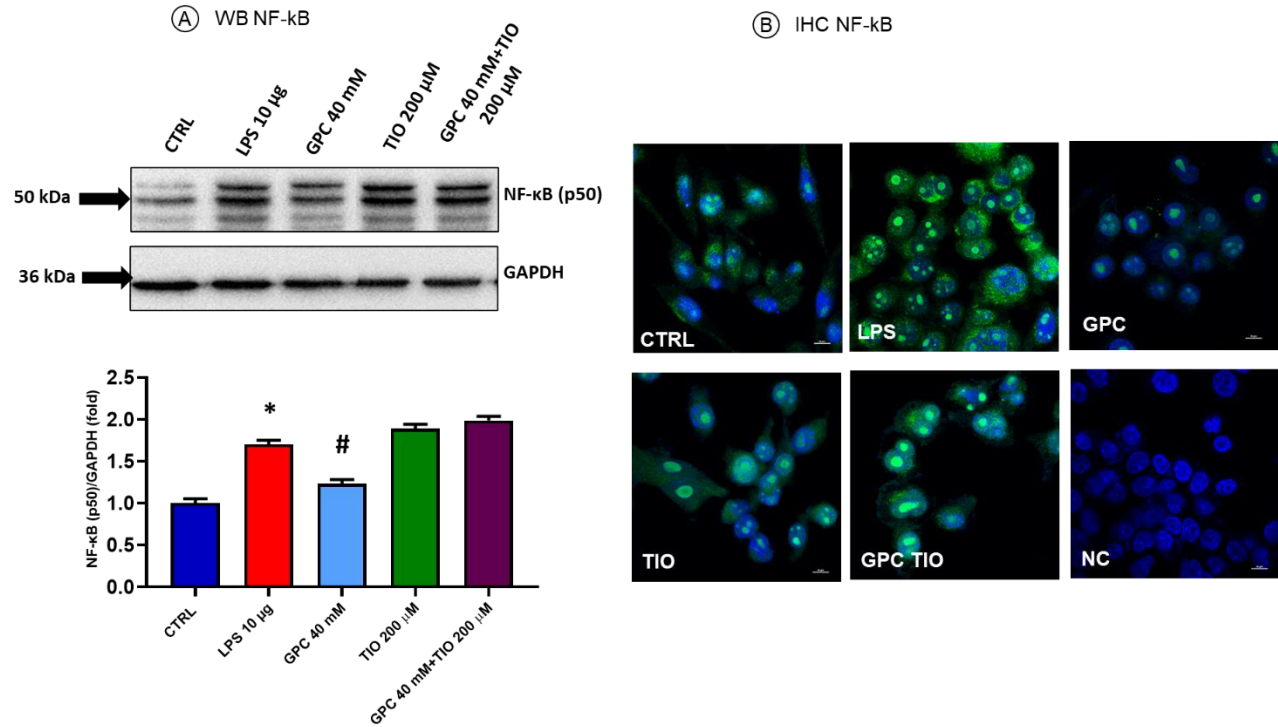 A WB NF-kB
B IHC NF-kB
CTRL
LPS 10 µg
GPC 40 mM
TIO 200 µM
GPC 40 mM+TIO
200 µM
50 kDa
NF-κB (p50)
36 kDa
GAPDH
NF-κB (p50)/GAPDH (fold)
2.5
2.0
1.5
1.0
0.5
0.0
*
#
CTRL
LPS 10 µg
GPC 40 mM
TIO 200 µM
GPC 40 mM+TIO 200 µM
CTRL
LPS
GPC
TIO
GPC TIO
NC